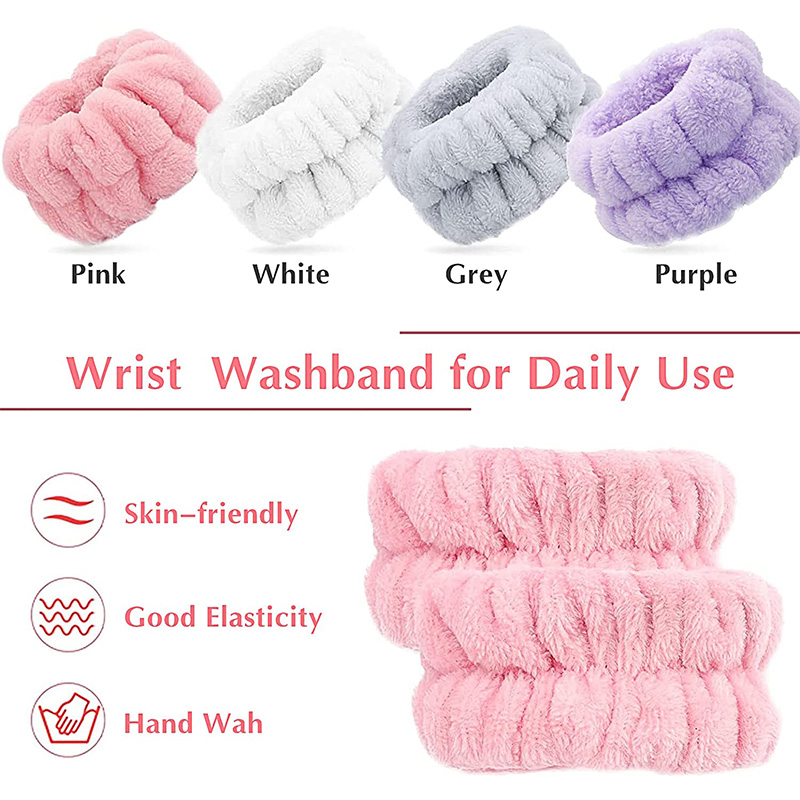 Pink
White
Grey
Purple
Wrist Washband for Daily Use
Skin-friendly
Good Elasticity
Hand Wah